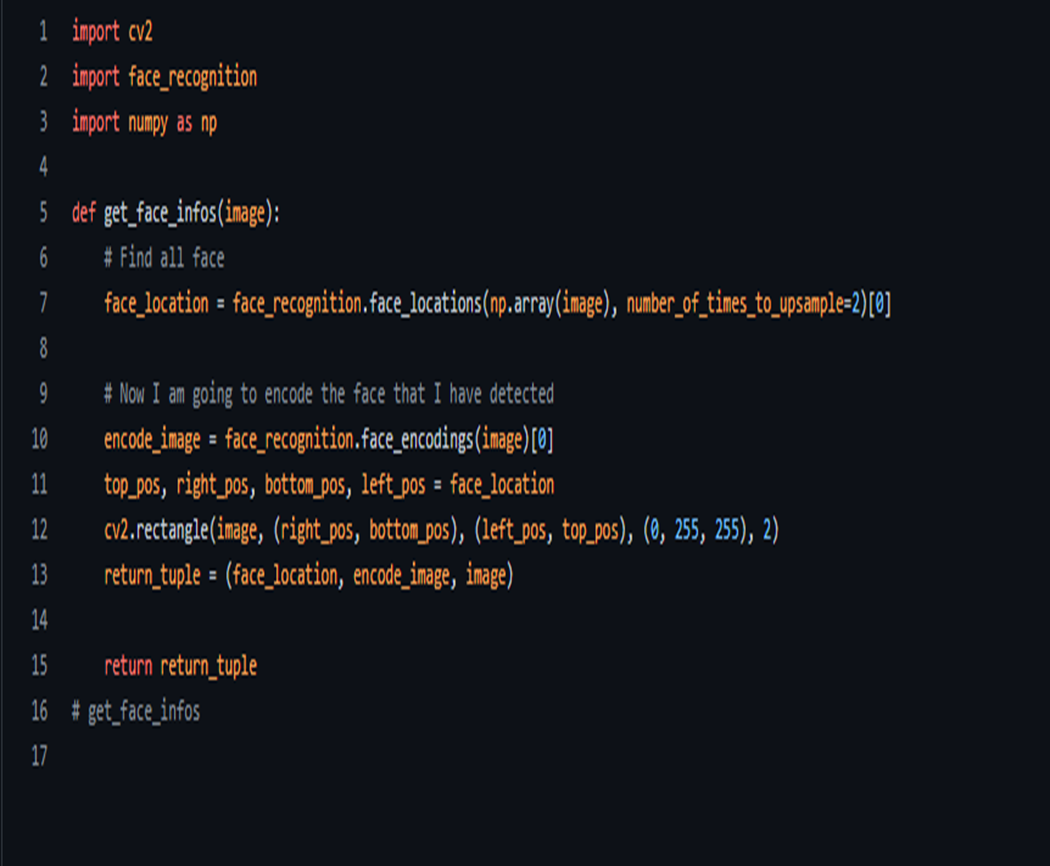 1 import cv2
2 import face_recognition
3 import numpy as np
4
5 def get_face_infos(image):
6     # Find all face
7     face_location = face_recognition.face_locations(np.array(image), number_of_times_to_upsample=2)[0]
8
9     # Now I am going to encode the face that I have detected
10     encode_image = face_recognition.face_encodings(image)[0]
11     top_pos, right_pos, bottom_pos, left_pos = face_location
12     cv2.rectangle(image, (right_pos, bottom_pos), (left_pos, top_pos), (0, 255, 255), 2)
13     return_tuple = (face_location, encode_image, image)
14
15     return return_tuple
16 # get_face_infos
17